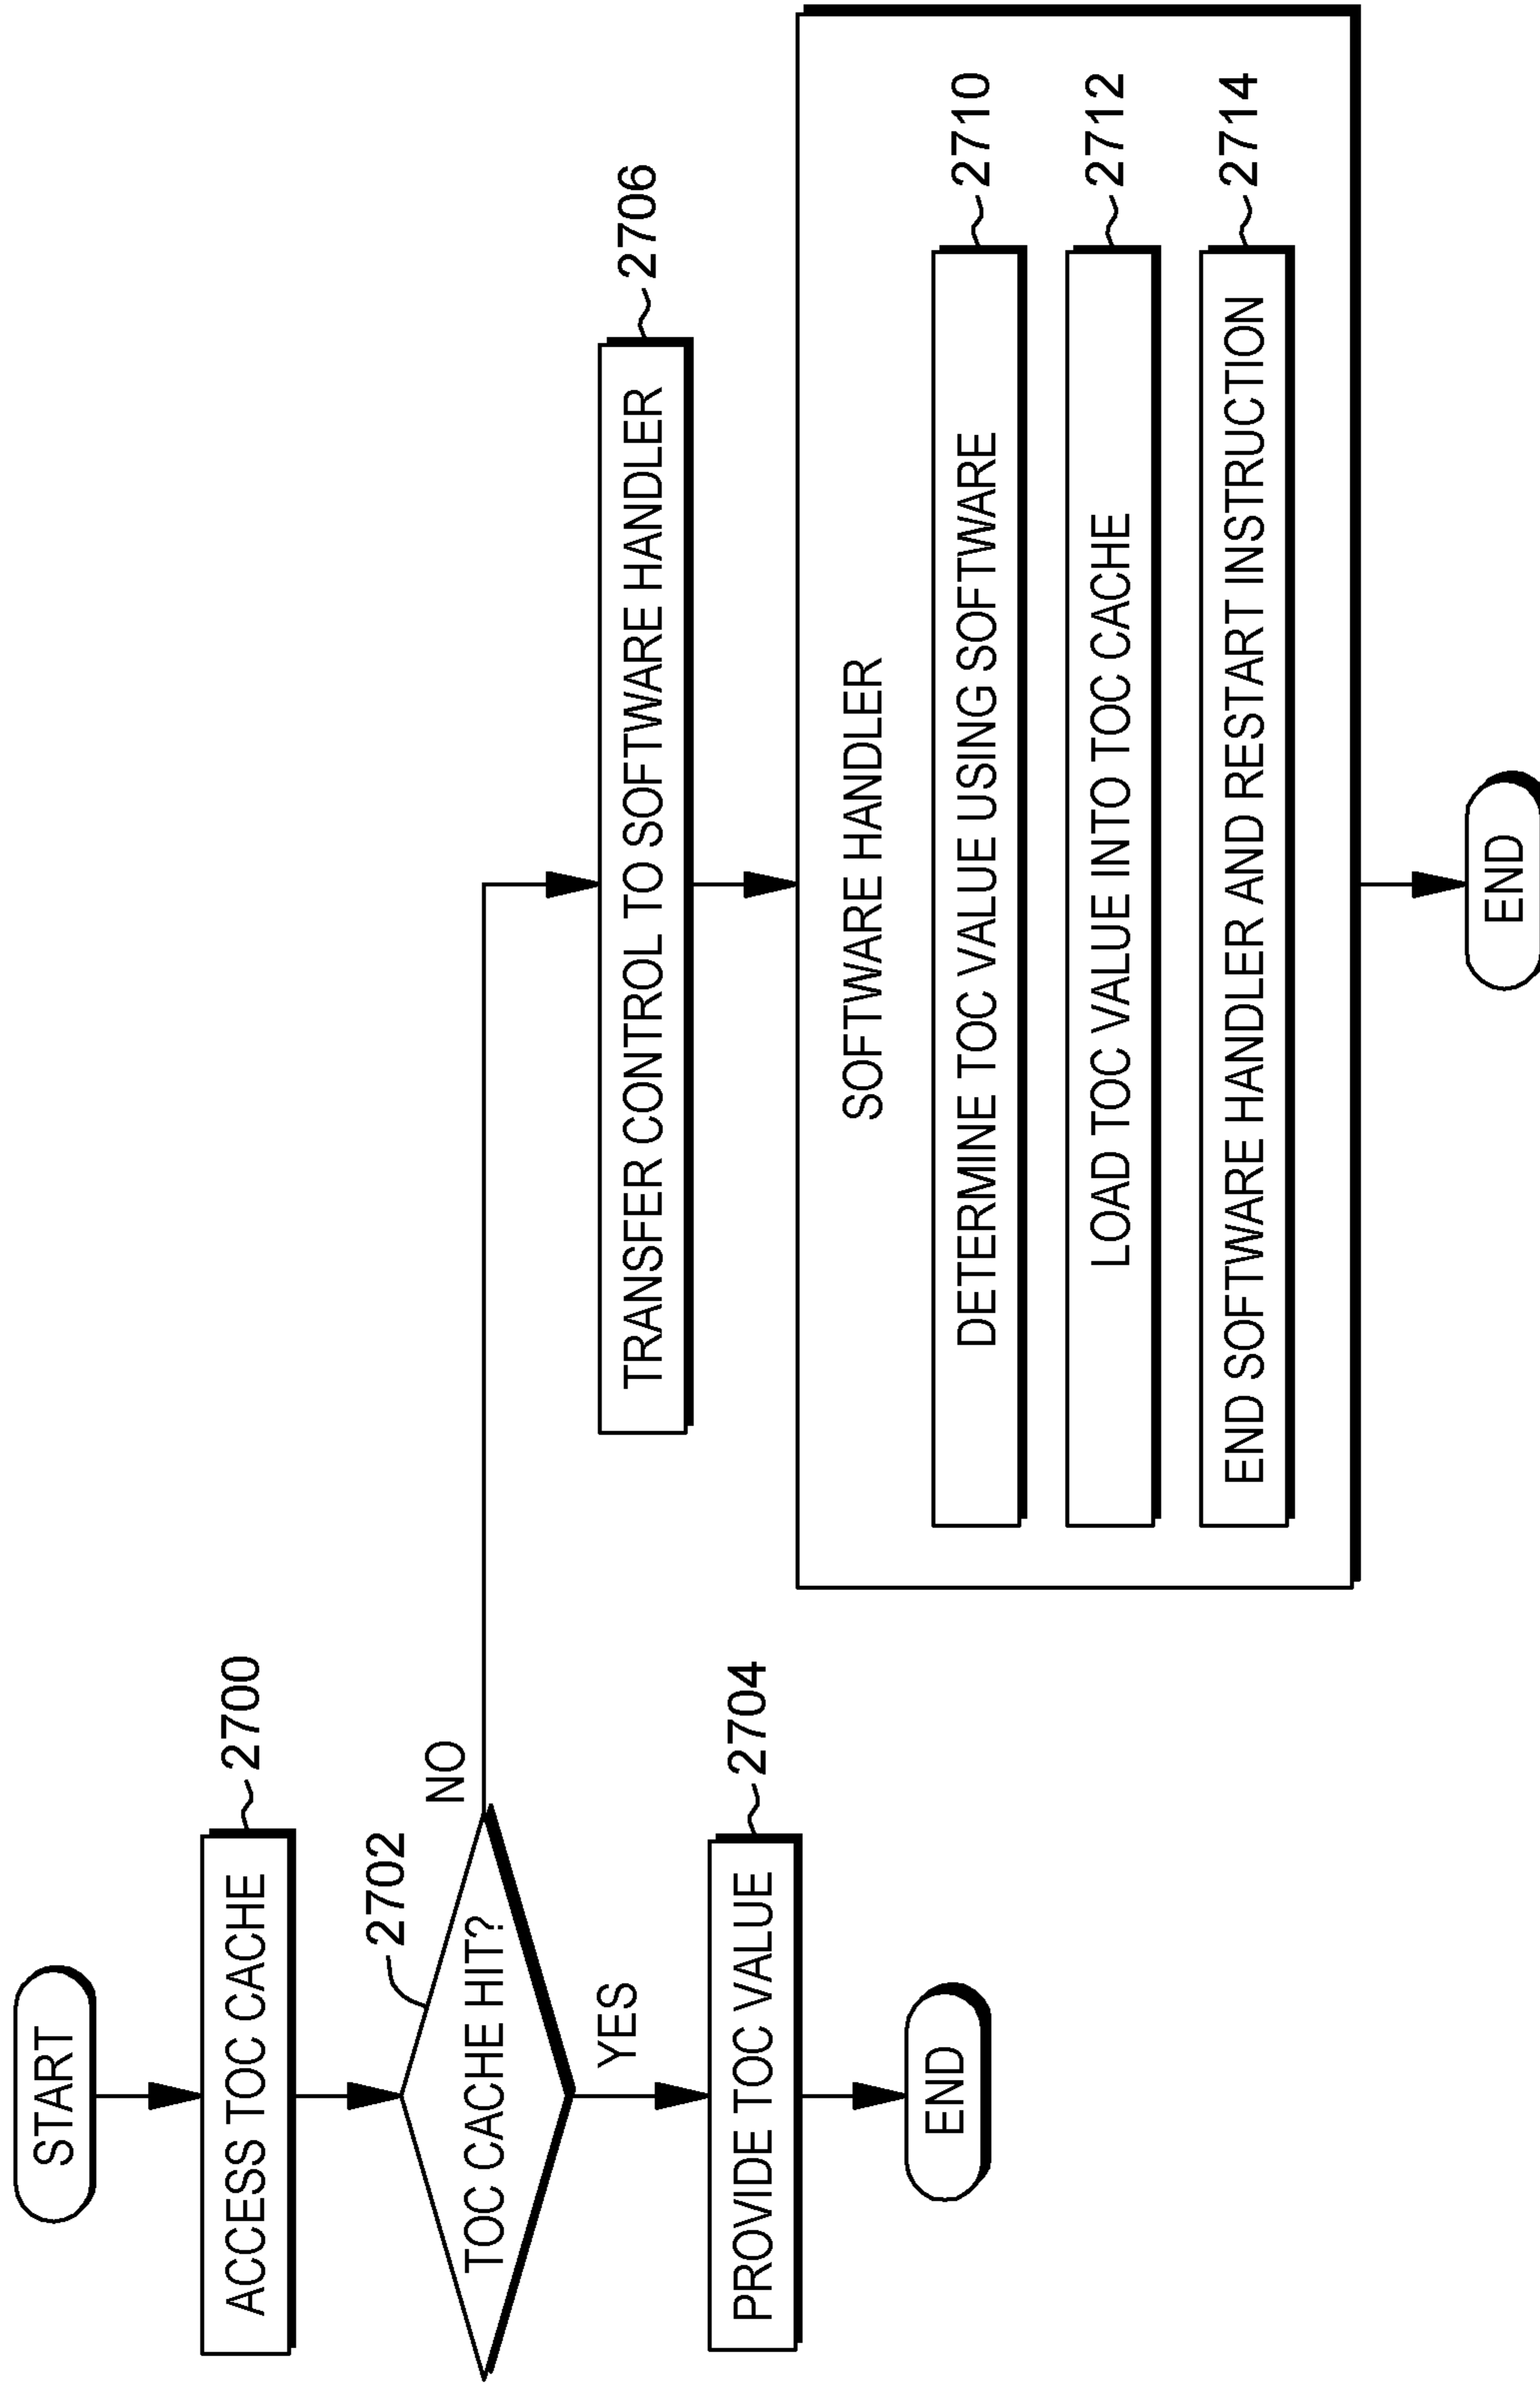 START
ACCESS TOC CACHE
2700
TOC CACHE HIT?
2702
NO
YES
PROVIDE TOC VALUE
2704
END
TRANSFER CONTROL TO SOFTWARE HANDLER
2706
SOFTWARE HANDLER
DETERMINE TOC VALUE USING SOFTWARE
2710
LOAD TOC VALUE INTO TOC CACHE
2712
END SOFTWARE HANDLER AND RESTART INSTRUCTION
2714
END